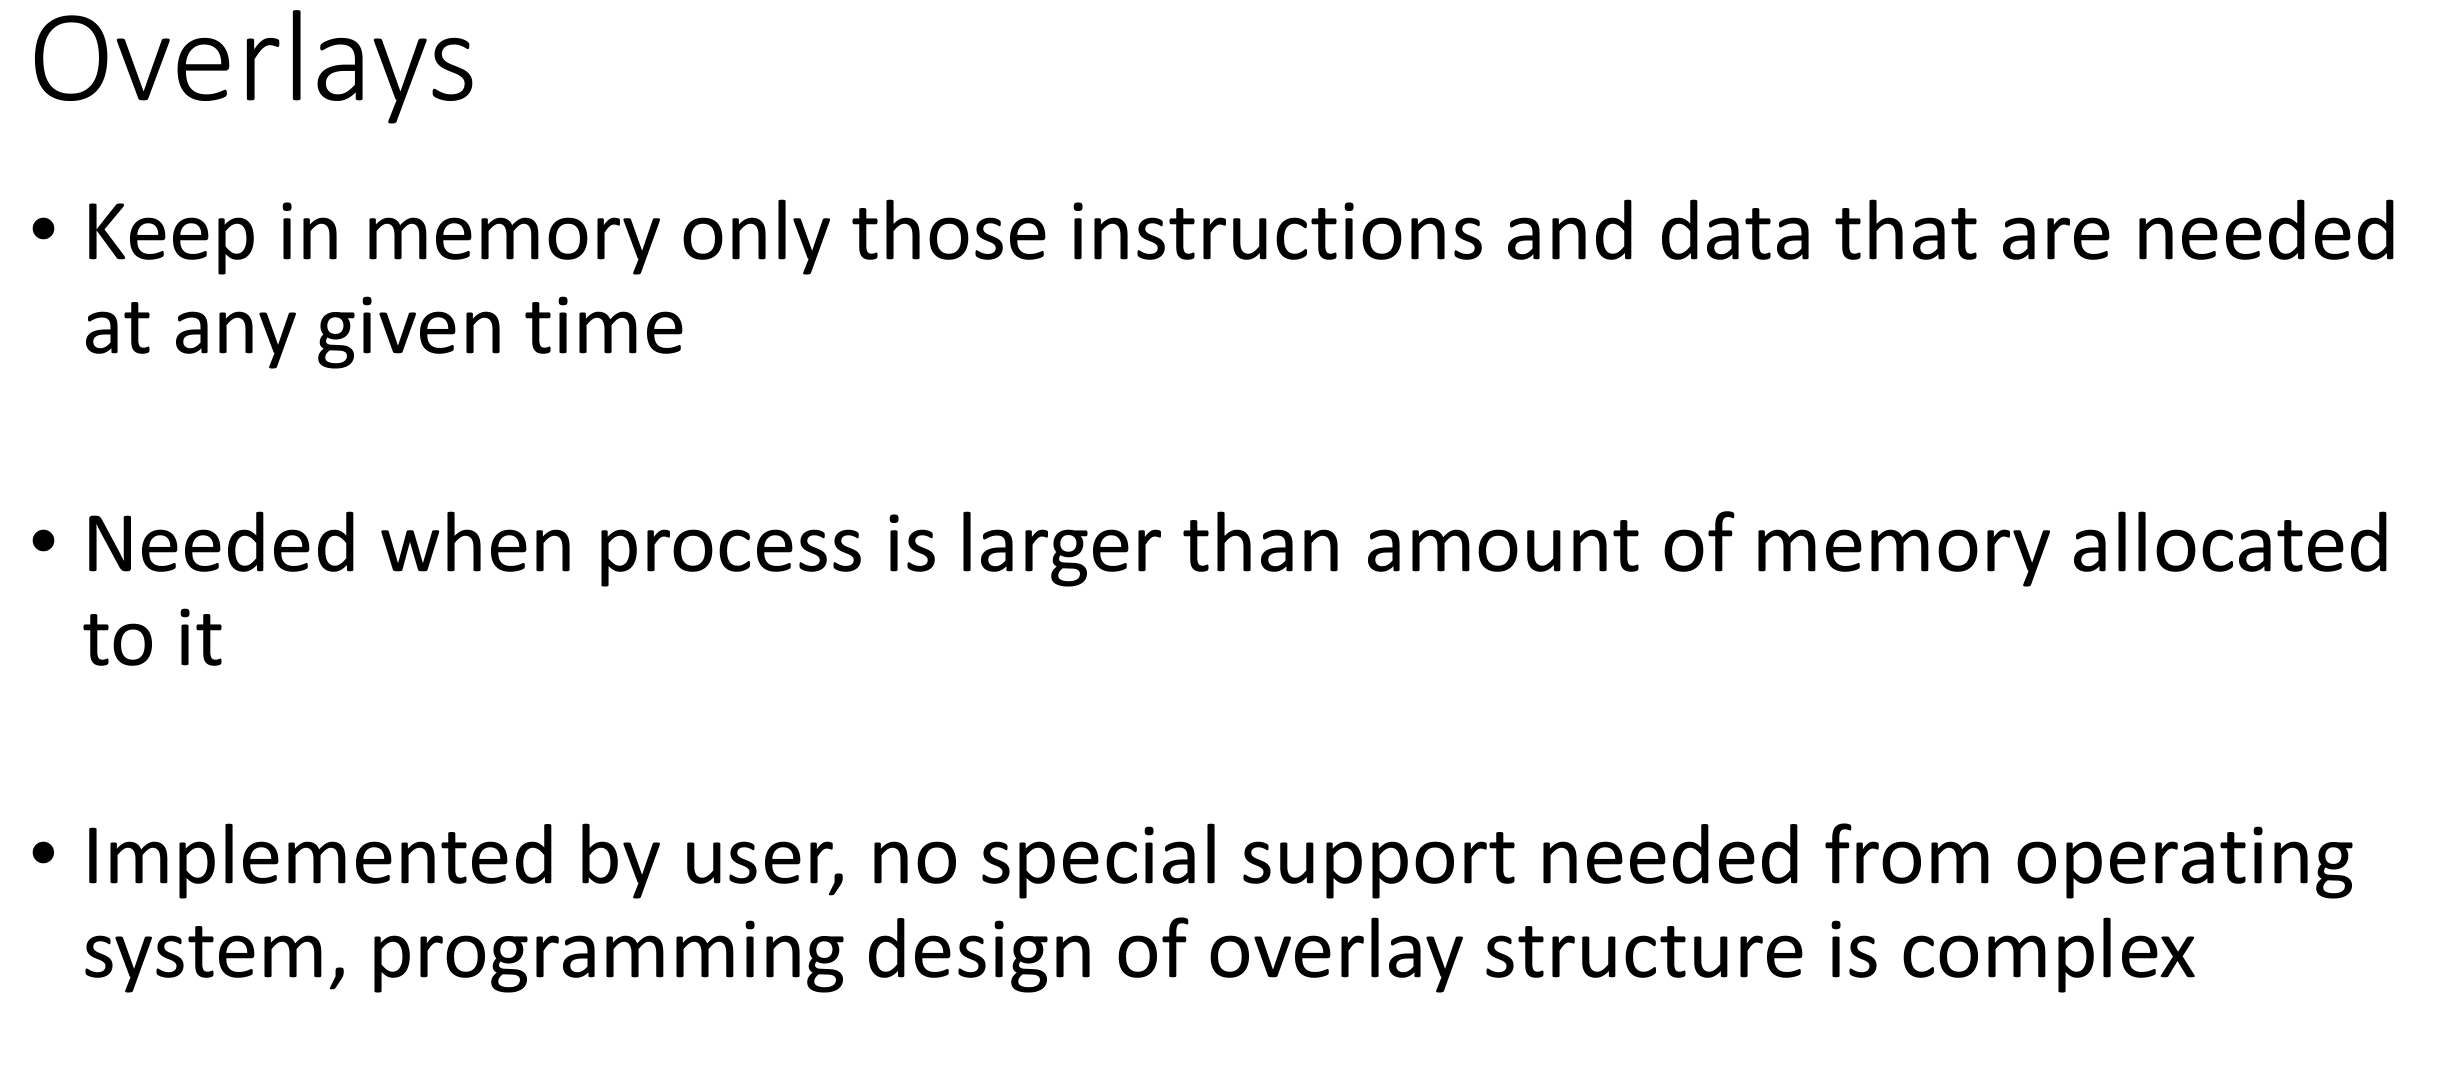 Overlays
• Keep in memory only those instructions and data that are needed
at any given time
• Needed when process is larger than amount of memory allocated
to it
• Implemented by user, no special support needed from operating
system, programming design of overlay structure is complex